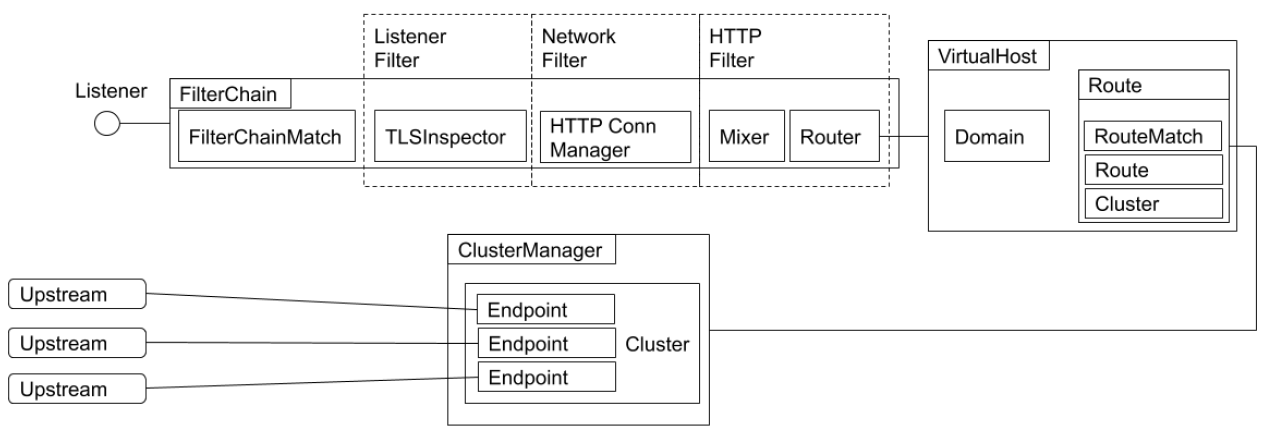 Listener
Filter
Network
Filter
HTTP
Filter
Listener
FilterChain
FilterChainMatch
TLSInspector
HTTP Conn
Manager
Mixer
Router
VirtualHost
Domain
Route
RouteMatch
Route
Cluster
ClusterManager
Endpoint
Endpoint
Endpoint
Cluster
Upstream
Upstream
Upstream